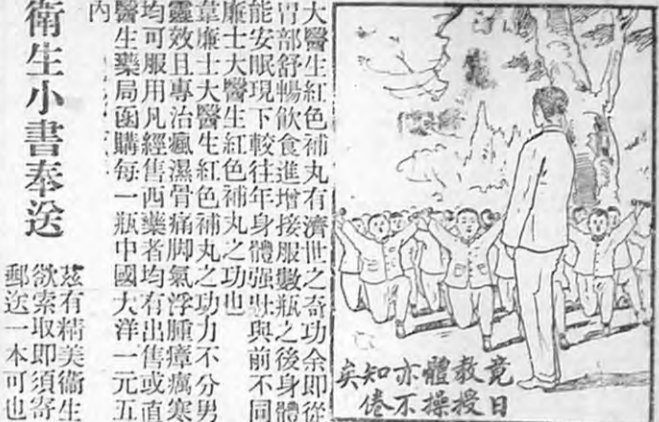 竟日教授體操亦不知倦矣
大醫生紅色補丸有濟世之奇功余即從
胃部舒暢飲食進增接服數瓶之後身體
能安眠現下較往年身體强壯與前不同
廉士大醫生紅色補丸之功也
韋廉士大醫生紅色補丸之功力不分男
靈效且專治瘋濕骨痛脚氣浮腫瘴癘寒
均可服用凡經售西藥者均有出售或直
醫生藥局函購每一瓶中國大洋一元五
內
衛生小書奉送
茲有精美衛生
欲索取即須寄
郵送一本可也